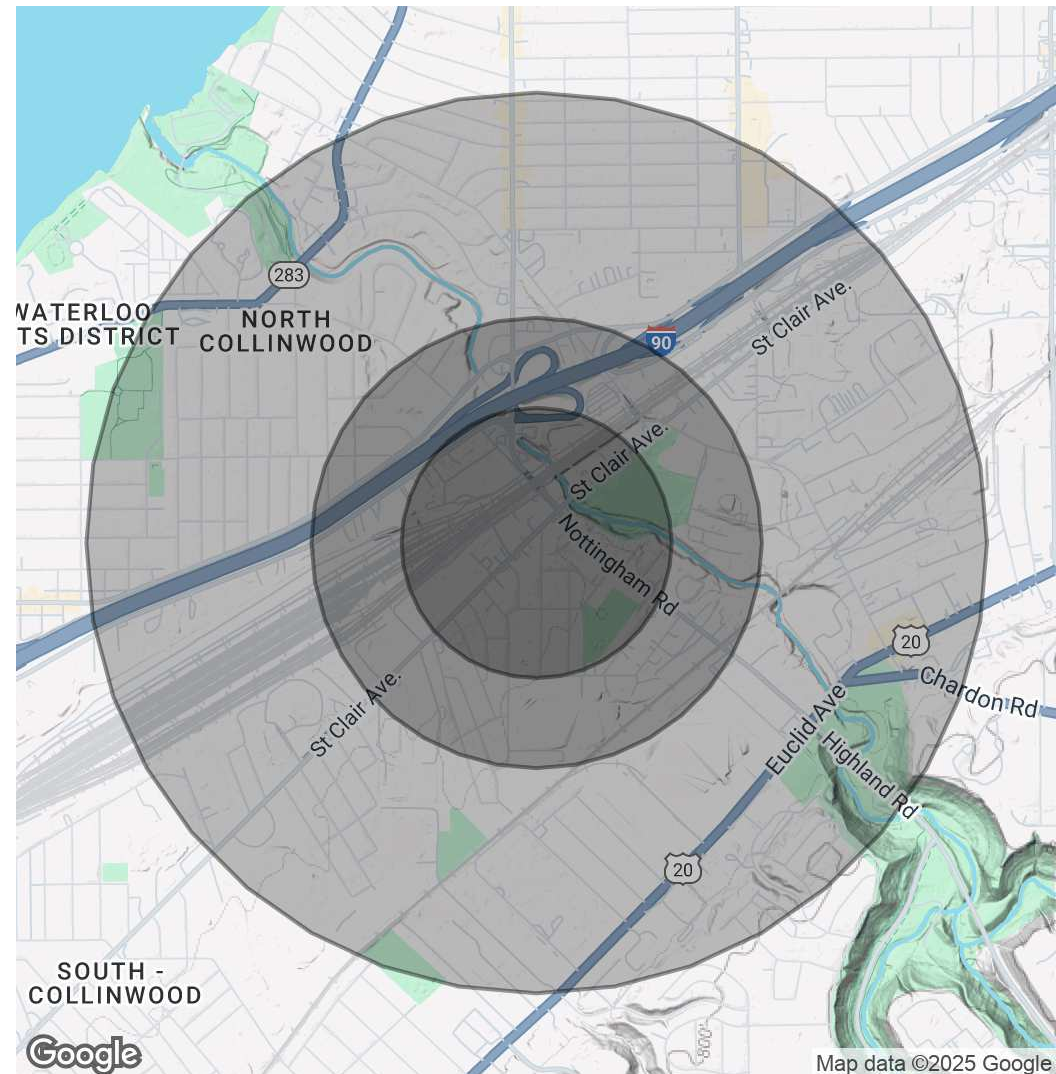 283
WATERLOO
TS DISTRICT
NORTH
COLLINWOOD
90
St Clair Ave.
St Clair Ave.
Nottingham Rd
20
Chardon Rd
St Clair Ave.
Euclid Ave
Highland Rd
20
SOUTH -
COLLINWOOD
Google
Map data ©2025 Google